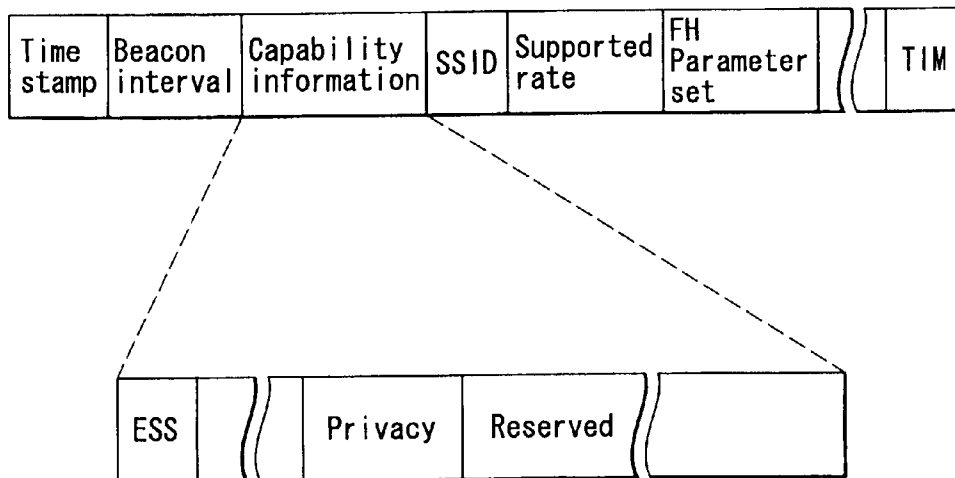 Time
stamp
Beacon
interval
Capability
information
SSID
Supported
rate
FH
Parameter
set
TIM
ESS
Privacy
Reserved